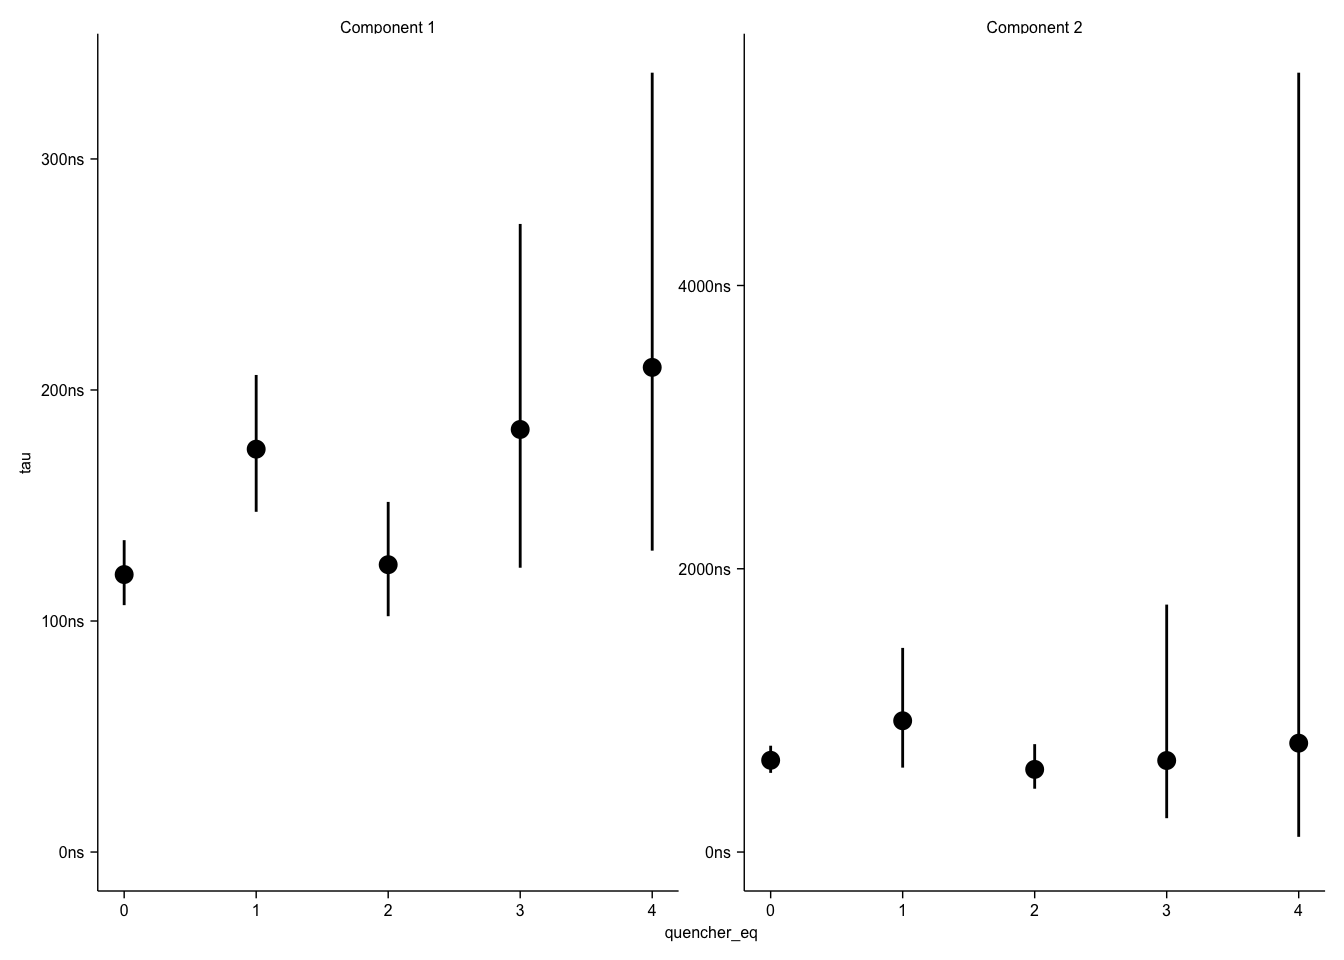 Component 1
Component 2
300ns
200ns
100ns
0ns
4000ns
2000ns
0ns
tau
0 1 2 3 4
0 1 2 3 4
quencher_eq